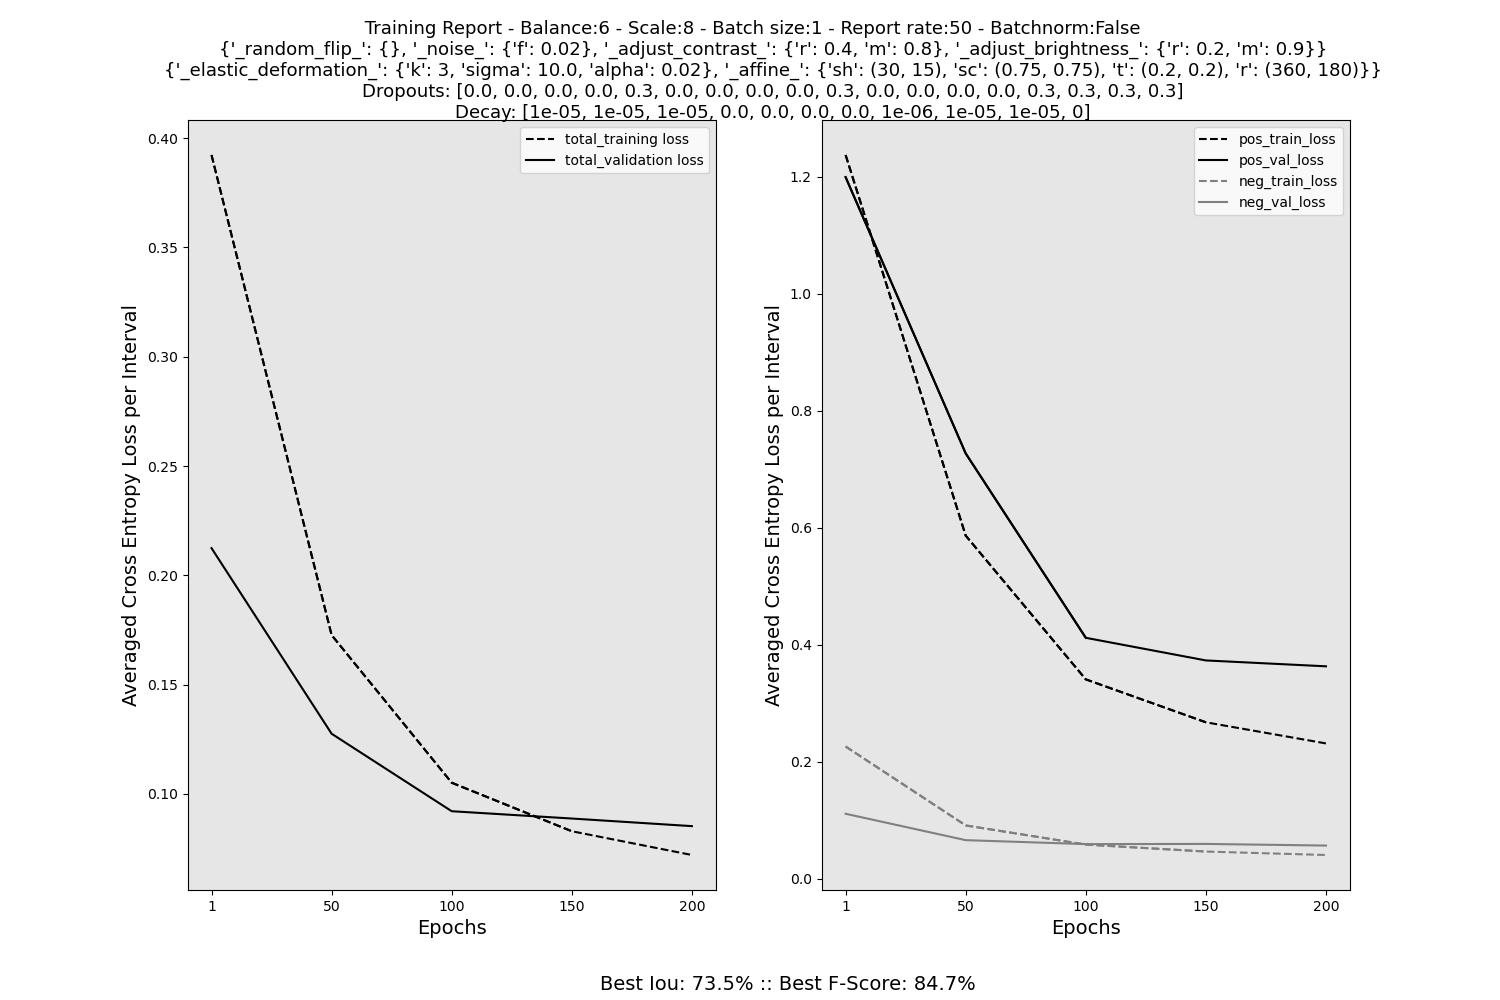 Training Report - Balance:6 - Scale:8 - Batch size:1 - Report rate:50 - Batchnorm:False
{'_random_flip_': {}, '_noise_': {'f': 0.02}, '_adjust_contrast_': {'r': 0.4, 'm': 0.8}, '_adjust_brightness_': {'r': 0.2, 'm': 0.9}}
{'_elastic_deformation_': {'k': 3, 'sigma': 10.0, 'alpha': 0.02}, '_affine_': {'sh': (30, 15), 'sc': (0.75, 0.75), 't': (0.2, 0.2), 'r': (360, 180)}}
Dropouts: [0.0, 0.0, 0.0, 0.0, 0.3, 0.0, 0.0, 0.0, 0.0, 0.3, 0.0, 0.0, 0.0, 0.0, 0.3, 0.3, 0.3, 0.3]
Decay: [1e-05, 1e-05, 1e-05, 0.0, 0.0, 0.0, 0.0, 1e-06, 1e-05, 1e-05, 0]
total_training loss
total_validation loss
0.40
0.35
0.30
0.25
0.20
0.15
0.10
Averaged Cross Entropy Loss per Interval
1
50
100
150
200
Epochs
pos_train_loss
pos_val_loss
neg_train_loss
neg_val_loss
1.2
1.0
0.8
0.6
0.4
0.2
0.0
Averaged Cross Entropy Loss per Interval
1
50
100
150
200
Epochs
Best Iou: 73.5% :: Best F-Score: 84.7%